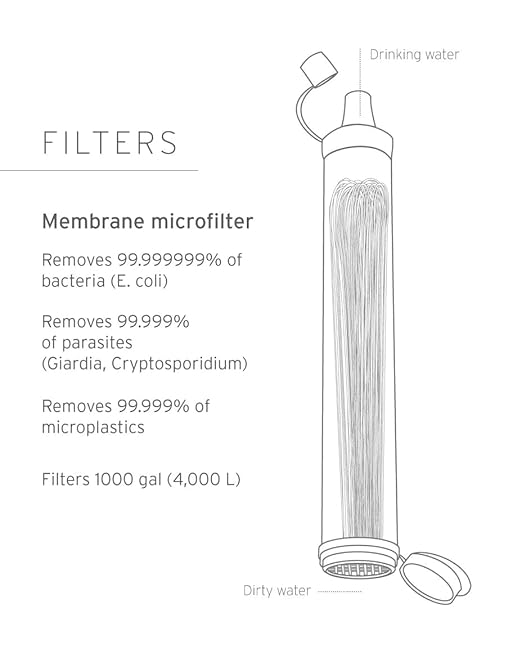 Drinking water
FILTERS
Membrane microfilter
Removes 99.999999% of
bacteria (E. coli)
Removes 99.999%
of parasites
(Giardia, Cryptosporidium)
Removes 99.999% of
microplastics
Filters 1000 gal (4,000 L)
Dirty water